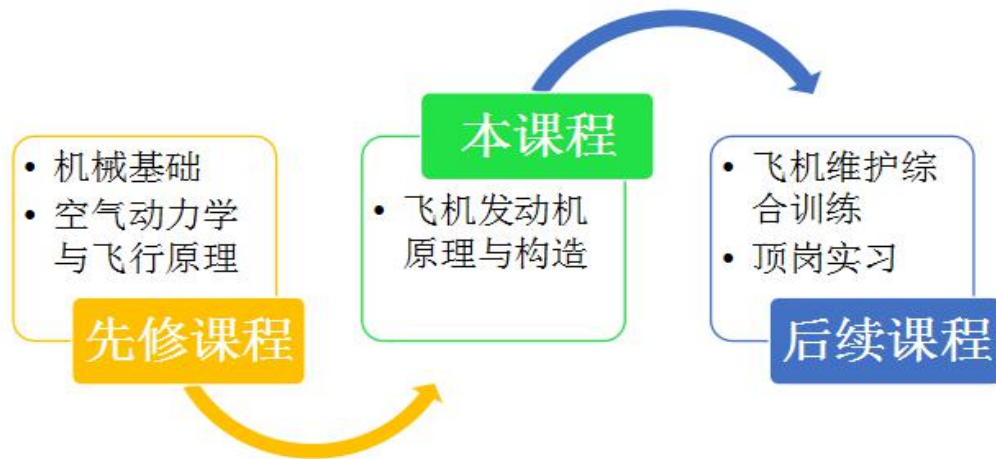 • 机械基础
• 空气动力学
与飞行原理
先修课程
本课程
• 飞机发动机
原理与构造
• 飞机维护综
合训练
• 顶岗实习
后续课程